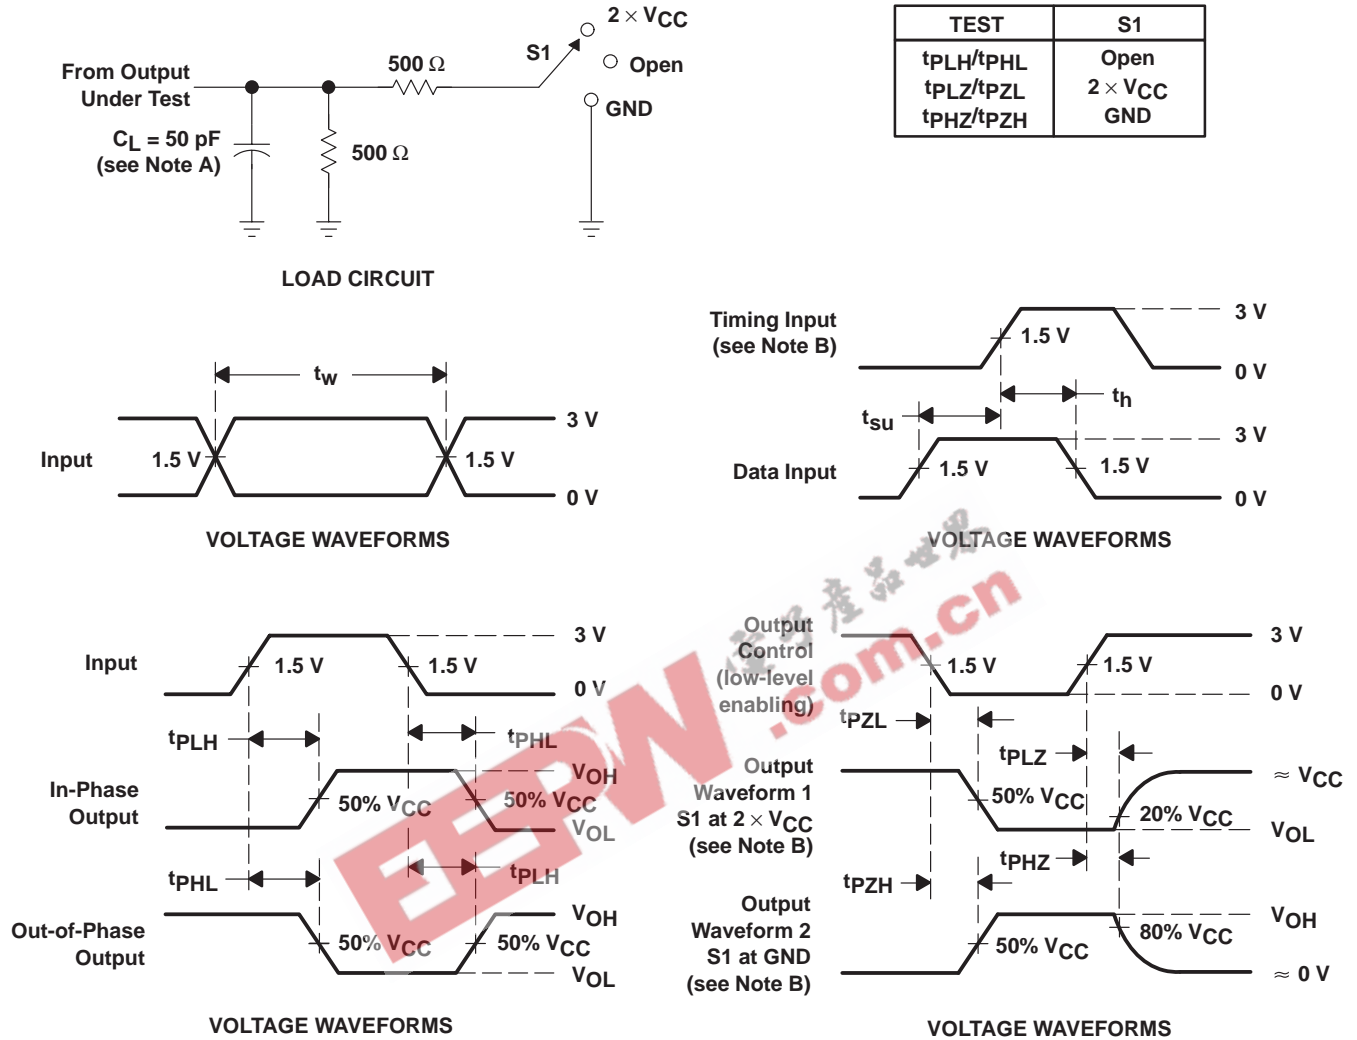 2 × VCC
S1
Open
GND
500 Ω
From Output
Under Test
CL = 50 pF
(see Note A)
500 Ω
LOAD CIRCUIT
TEST S1
tPLH/tPHL Open
tPLZ/tPZL 2 × VCC
tPHZ/tPZH GND
tw
3 V
Input 1.5 V 1.5 V
0 V
VOLTAGE WAVEFORMS
Timing Input
(see Note B)
3 V
1.5 V
0 V
th
tsu
3 V
Data Input 1.5 V 1.5 V
0 V
VOLTAGE WAVEFORMS
3 V
Input 1.5 V 1.5 V
0 V
tPLH tPHL
VOH
In-Phase
Output
50% VCC 50% VCC
VOL
tPHL tPLH
VOH
Out-of-Phase
Output
50% VCC 50% VCC
VOL
VOLTAGE WAVEFORMS
Output
Control
(low-level
enabling)
3 V
1.5 V 1.5 V
0 V
tPZL
tPLZ
Output
Waveform 1
S1 at 2 × VCC
(see Note B)
≈ VCC
50% VCC 20% VCC
VOL
tPHZ
tPZH
Output
Waveform 2
S1 at GND
(see Note B)
VOH
50% VCC 80% VCC
≈ 0 V
VOLTAGE WAVEFORMS
EEPW.com.cn
電子產品世界